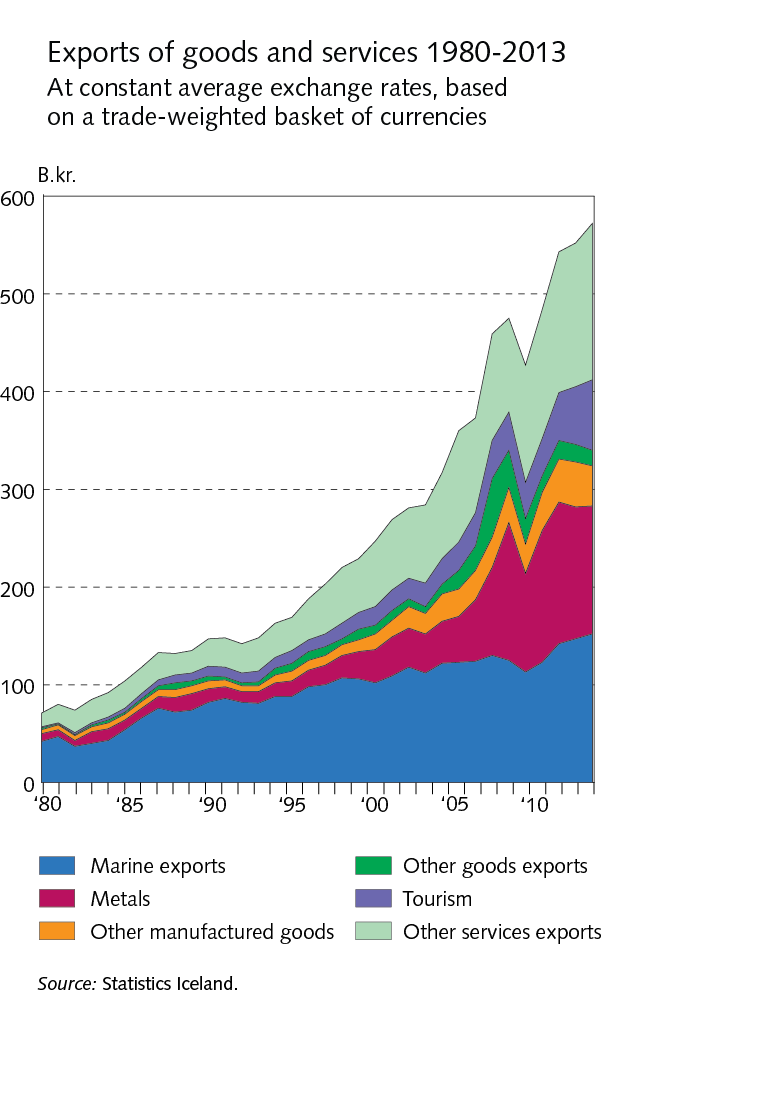 Exports of goods and services 1980-2013
At constant average exchange rates, based
on a trade-weighted basket of currencies
B.kr.
600
500
400
300
200
100
0
‘80 ‘85 ‘90 ‘95 ‘00 ‘05 ‘10
Marine exports
Metals
Other manufactured goods
Other goods exports
Tourism
Other services exports
Source: Statistics Iceland.